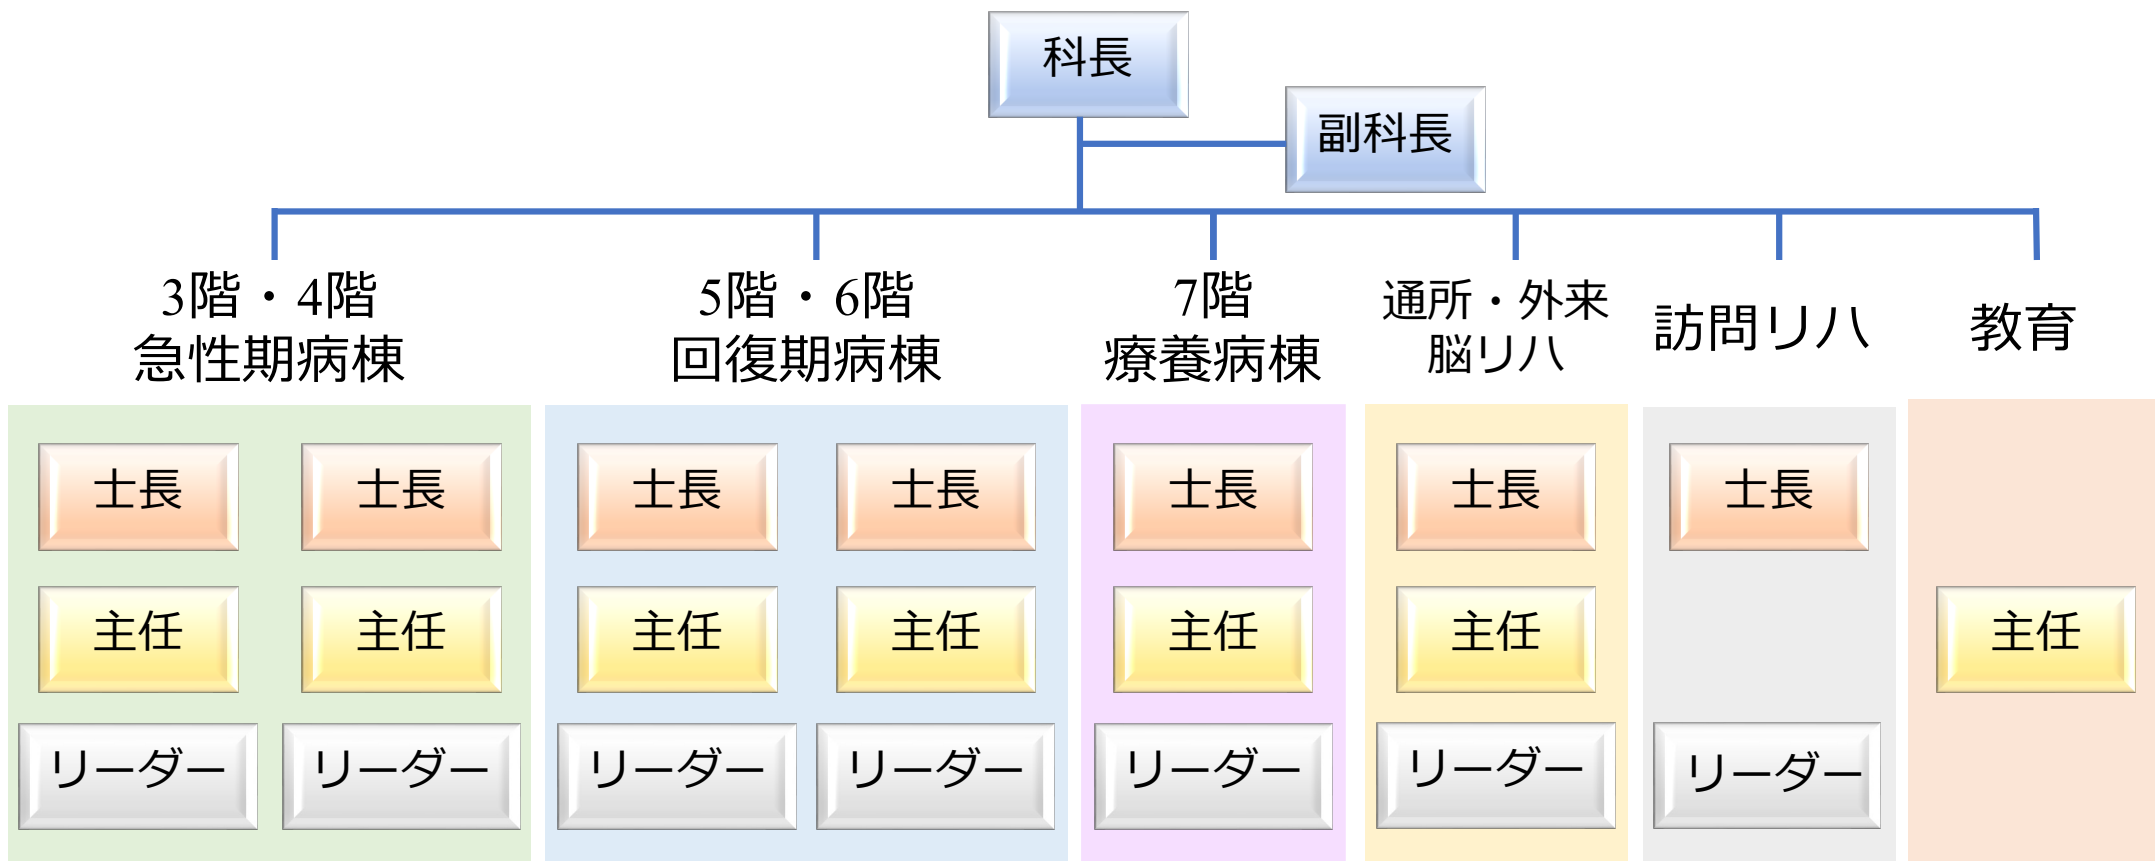 科長
副科長
3階・4階
急性期病棟
5階・6階
回復期病棟
7階
療養病棟
通所・外来
脳リハ
訪問リハ
教育
士長
士長
士長
士長
士長
士長
士長
主任
主任
主任
主任
主任
主任
主任
リーダー
リーダー
リーダー
リーダー
リーダー
リーダー
リーダー